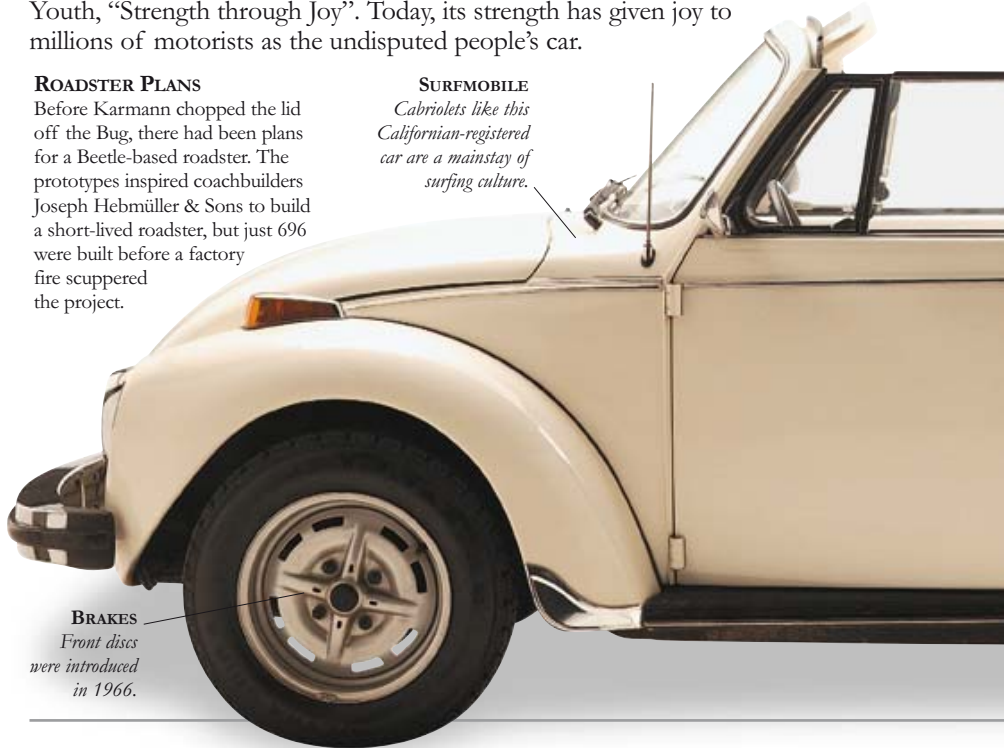 Youth, “Strength through Joy”. Today, its strength has given joy to
millions of motorists as the undisputed people’s car.
ROADSTER PLANS
Before Karmann chopped the lid
off the Bug, there had been plans
for a Beetle-based roadster. The
prototypes inspired coachbuilders
Joseph Hebmüller & Sons to build
a short-lived roadster, but just 696
were built before a factory
fire scuppered
the project.
SURFMOBILE
Cabriolets like this
Californian-registered
car are a mainstay of
surfing culture.
BRAKES
Front discs
were introduced
in 1966.